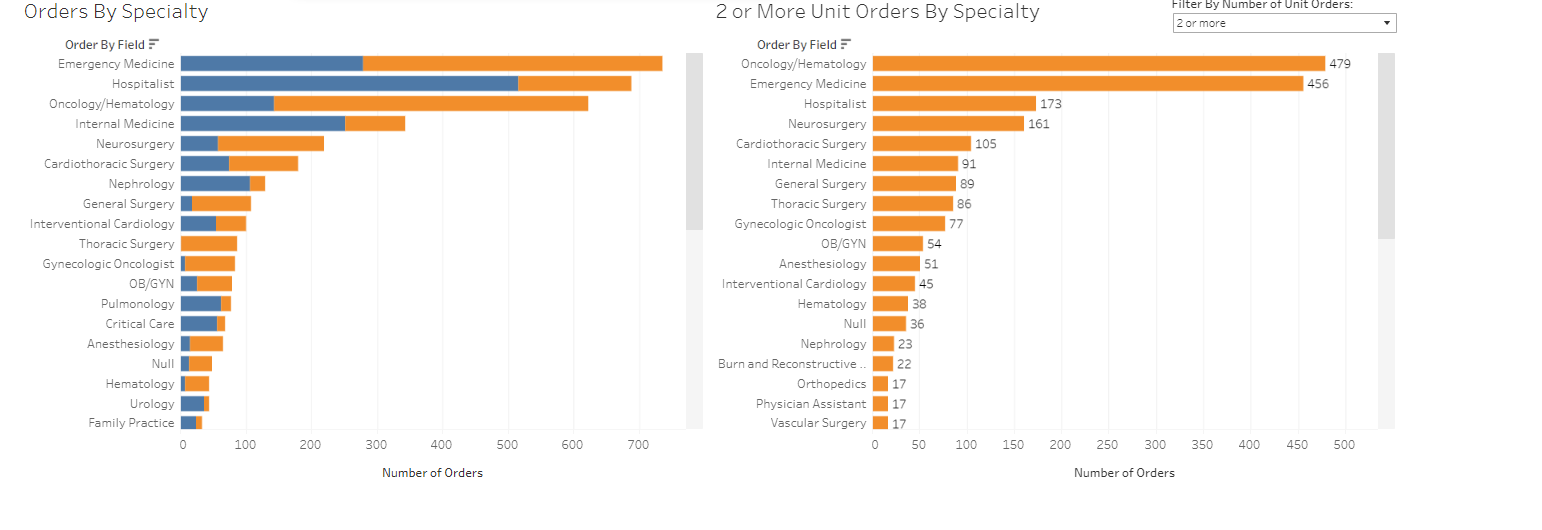 Orders By Specialty
Order By Field
Emergency Medicine
Hospitalist
Oncology/Hematology
Internal Medicine
Neurosurgery
Cardiothoracic Surgery
Nephrology
General Surgery
Interventional Cardiology
Thoracic Surgery
Gynecologic Oncologist
OB/GYN
Pulmonology
Critical Care
Anesthesiology
Null
Hematology
Urology
Family Practice
0 100 200 300 400 500 600 700
Number of Orders
2 or More Unit Orders By Specialty
Filter By Number of Unit Orders:
2 or more
Order By Field
Oncology/Hematology 479
Emergency Medicine 456
Hospitalist 173
Neurosurgery 161
Cardiothoracic Surgery 105
Internal Medicine 91
General Surgery 89
Thoracic Surgery 86
Gynecologic Oncologist 77
OB/GYN 54
Anesthesiology 51
Interventional Cardiology 45
Hematology 38
Null 36
Nephrology 23
Burn and Reconstructive .. 22
Orthopedics 17
Physician Assistant 17
Vascular Surgery 17
0 50 100 150 200 250 300 350 400 450 500
Number of Orders